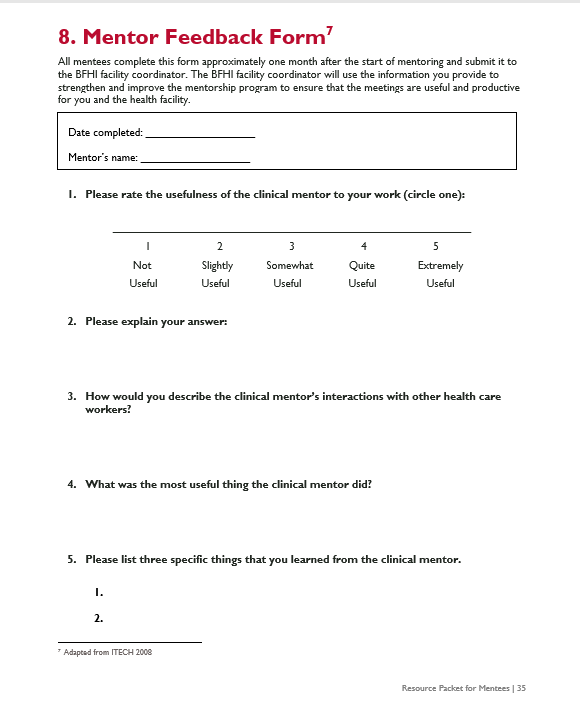 8. Mentor Feedback Form7
All mentees complete this form approximately one month after the start of mentoring and submit it to
the BFHI facility coordinator. The BFHI facility coordinator will use the information you provide to
strengthen and improve the mentorship program to ensure that the meetings are useful and productive
for you and the health facility.
Date completed: ____________________
Mentor's name: ____________________
1. Please rate the usefulness of the clinical mentor to your work (circle one):
1 2 3 4 5
Not Slightly Somewhat Quite Extremely
Useful Useful Useful Useful Useful
2. Please explain your answer:
3. How would you describe the clinical mentor's interactions with other health care
workers?
4. What was the most useful thing the clinical mentor did?
5. Please list three specific things that you learned from the clinical mentor.
1.
2.
7 Adapted from ITECH 2008
Resource Packet for Mentees | 35